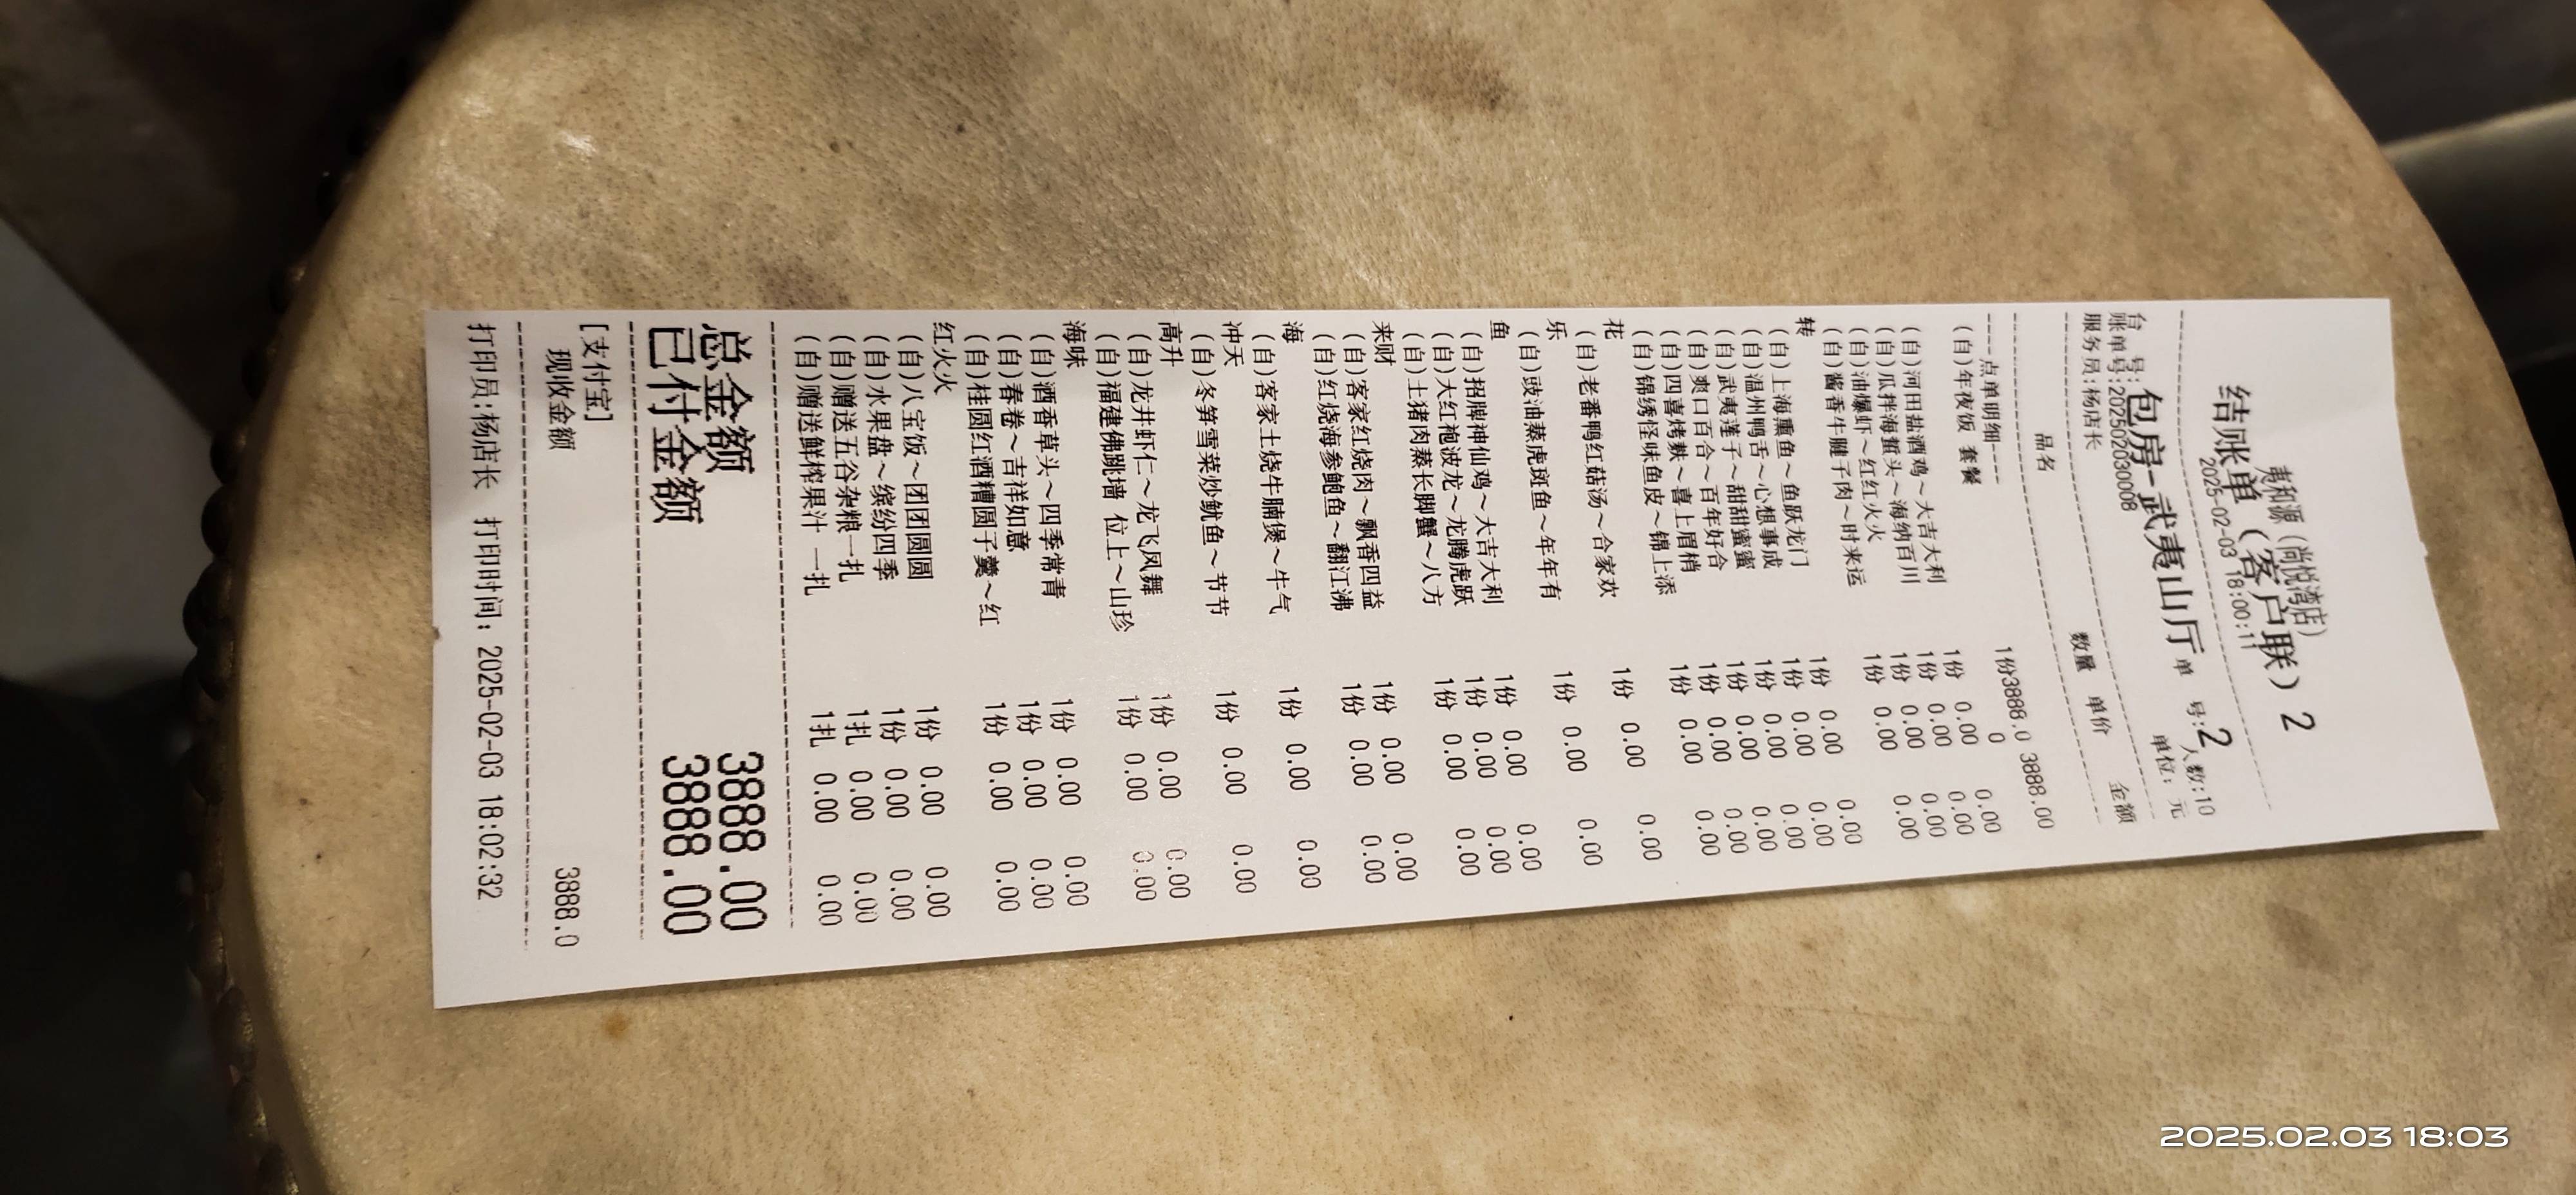 夷和源（尚悦湾店）
结账单（客户联）2
2025-02-03 18:00:11
台 号:包房-武夷山厅 单 号:2
账单号:202502030008 人数:10
服务员:杨店长 单位: 元
品名 数量 单价 金额
----点单明细----
(自)年夜饭 套餐 1份3888.0 3888.00
0
(自)河田盐酒鸡～大吉大利 1份 0.00 0.00
(自)瓜拌海蜇头～海纳百川 1份 0.00 0.00
(自)油爆虾～红红火火 1份 0.00 0.00
(自)酱香牛腱子肉～时来运 1份 0.00 0.00
转
(自)上海熏鱼～鱼跃龙门 1份 0.00 0.00
(自)温州鸭舌～心想事成 1份 0.00 0.00
(自)武夷莲子～甜甜蜜蜜 1份 0.00 0.00
(自)爽口百合～百年好合 1份 0.00 0.00
(自)四喜烤麸～喜上眉梢 1份 0.00 0.00
(自)锦绣怪味鱼皮～锦上添 1份 0.00 0.00
花
(自)老番鸭红菇汤～合家欢 1份 0.00 0.00
乐
(自)豉油蒸虎斑鱼～年年有 1份 0.00 0.00
鱼
(自)招牌神仙鸡～大吉大利 1份 0.00 0.00
(自)大红袍波龙～龙腾虎跃 1份 0.00 0.00
(自)土猪肉蒸长脚蟹～八方 1份 0.00 0.00
来财
(自)客家红烧肉～飘香四益 1份 0.00 0.00
(自)红烧海参鲍鱼～翻江沸 1份 0.00 0.00
海
(自)客家土烧牛腩煲～牛气 1份 0.00 0.00
冲天
(自)冬笋雪菜炒鱿鱼～节节 1份 0.00 0.00
高升
(自)龙井虾仁～龙飞凤舞 1份 0.00 0.00
(自)福建佛跳墙 位上～山珍 1份 0.00 0.00
海味
(自)酒香草头～四季常青 1份 0.00 0.00
(自)春卷～吉祥如意 1份 0.00 0.00
(自)桂圆红酒糟圆子羹～红 1份 0.00 0.00
红火火
(自)八宝饭～团团圆圆 1份 0.00 0.00
(自)水果盘～缤纷四季 1份 0.00 0.00
(自)赠送五谷杂粮一扎 1扎 0.00 0.00
(自)赠送鲜榨果汁 一扎 1扎 0.00 0.00
总金额 3888.00
已付金额 3888.00
[支付宝]
现收金额 3888.0
打印员:杨店长 打印时间: 2025-02-03 18:02:32
2025.02.03 18:03